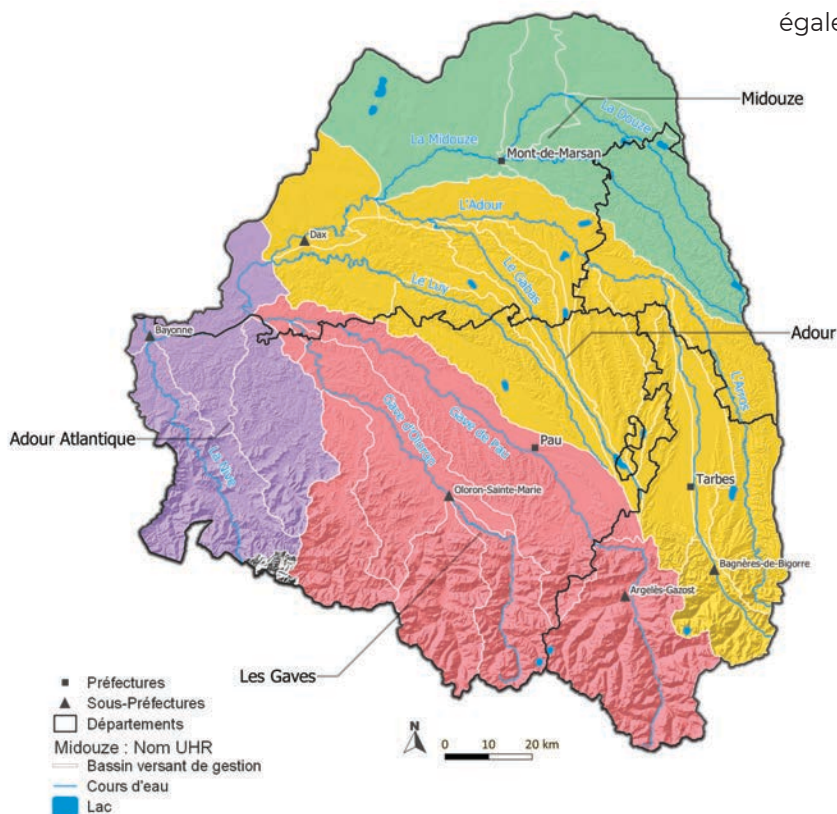 égale
Midouze
La Douze
La Midouze
Mont-de-Marsan
L'Adour
Dax
Le Gabas
Le Luy
Bayonne
Adour
L'Arros
Adour Atlantique
Gave d'Oloron
Gave de Pau
Pau
La Nive
Oloron-Sainte-Marie
Tarbes
Bagnères-de-Bigorre
Argelès-Gazost
Les Gaves
Préfectures
Sous-Préfectures
Départements
Midouze : Nom UHR
Bassin versant de gestion
Cours d'eau
Lac
N
0 10 20 km